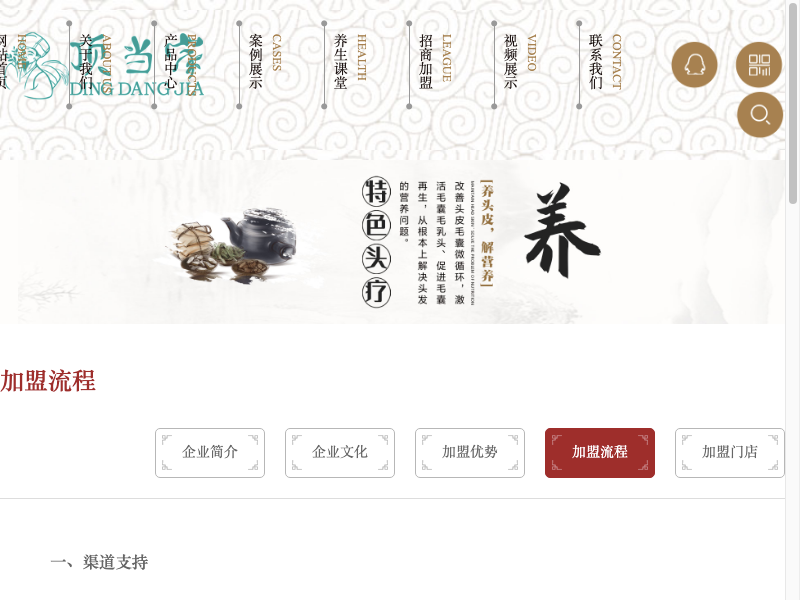 网站首页
HOME
顶当家
DING DANG JIA
关于我们
ABOUT US
产品中心
PRODUCTS
案例展示
CASES
养生课堂
HEALTH
招商加盟
LEAGUE
视频展示
VIDEO
联系我们
CONTACT
养
[养头皮，解营养]
改善头皮毛囊微循环，激
活毛囊毛乳头、促进毛囊
再生，从根本上解决头发
的营养问题。
特色头疗
加盟流程
企业简介
企业文化
加盟优势
加盟流程
加盟门店
一、渠道支持